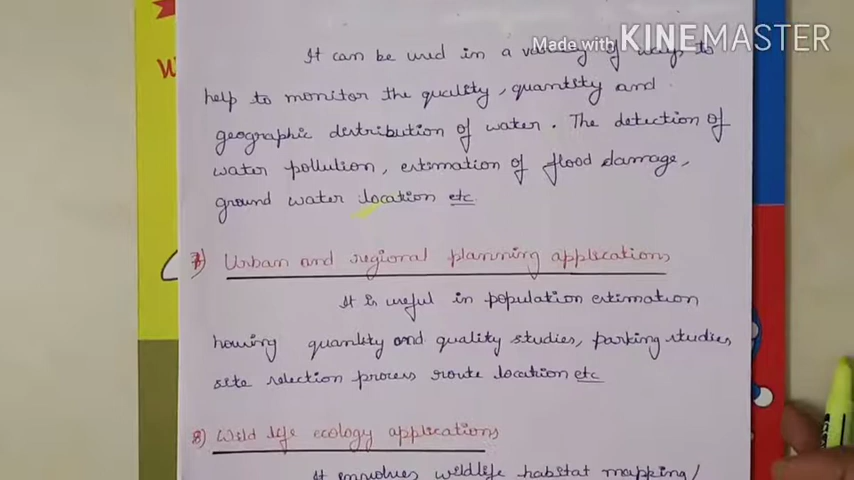 Made with KINEMASTER
It can be used in a variety of ways to
help to monitor the quality, quantity and
geographic distribution of water. The detection of
water pollution, estimation of flood damage,
ground water location etc
7) Urban and regional planning applications
It is useful in population estimation
housing quantity and quality studies, parking studies
site selection process route location etc
8) Wild life ecology applications
It involves wildlife habitat mapping/